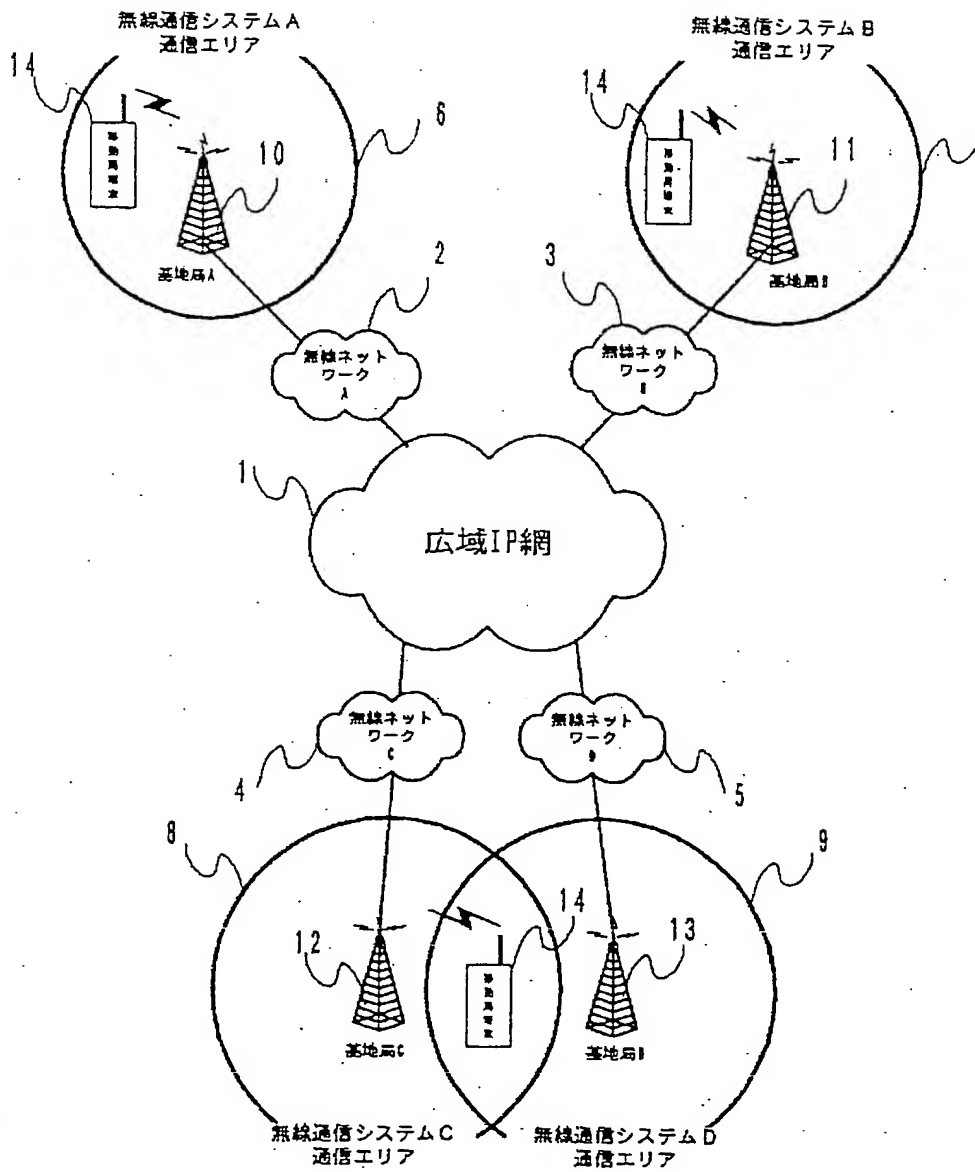 無線通信システムA
通信エリア
無線通信システムB
通信エリア
14
14
6
10
11
基地局A
基地局B
2
3
無線ネット
ワーク
A
無線ネット
ワーク
1
広域IP網
無線ネット
ワーク
C
無線ネット
ワーク
4
5
8
9
14
12
13
基地局C
基地局D
無線通信システムC
通信エリア
無線通信システムD
通信エリア